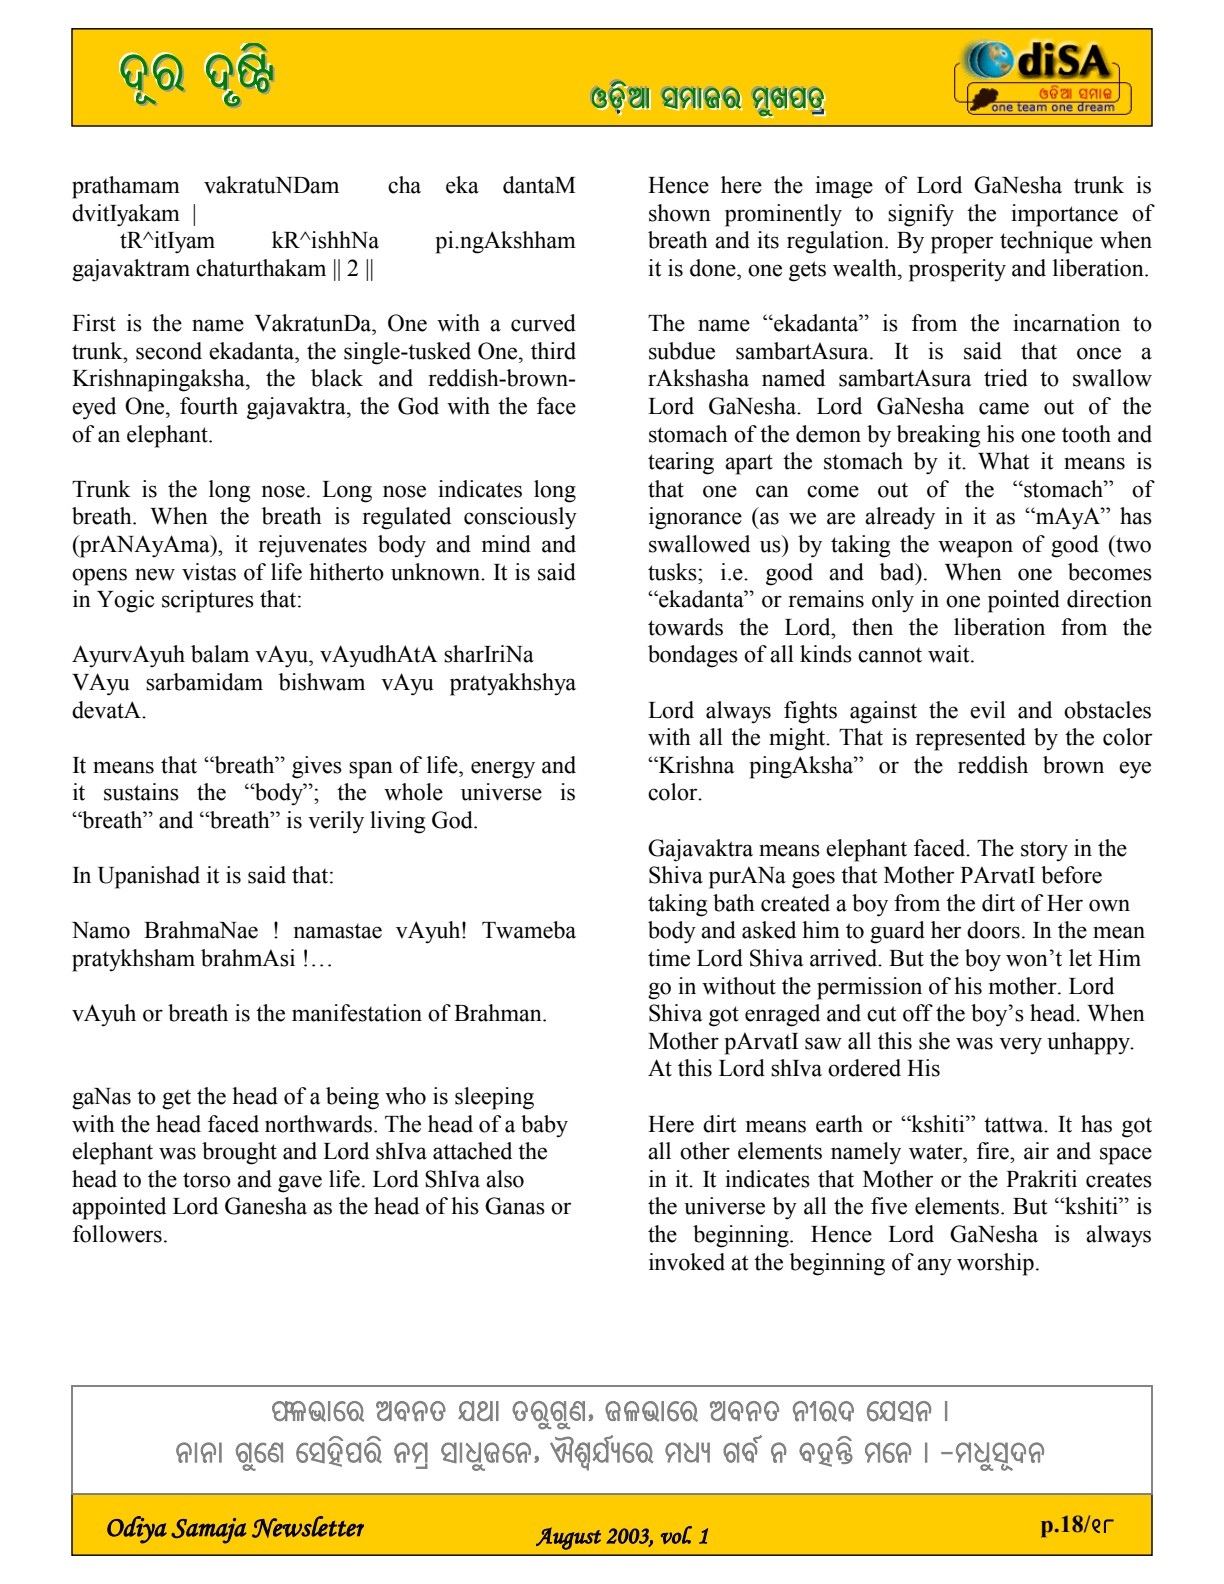 ଦୂର ଦୃଷ୍ଟି
ଓଡ଼ିଆ ସମାଜର ମୁଖପତ୍ର
OdiSA
ଓଡ଼ିଆ ସମାଜ
one team one dream
prathamam vakratuNDam cha eka dantaM
dvitIyakam |
tR^itIyam kR^ishhNa pi.ngAkshham
gajavaktram chaturthakam || 2 ||
First is the name VakratunDa, One with a curved
trunk, second ekadanta, the single-tusked One, third
Krishnapingaksha, the black and reddish-brown-
eyed One, fourth gajavaktra, the God with the face
of an elephant.
Trunk is the long nose. Long nose indicates long
breath. When the breath is regulated consciously
(prANAyAma), it rejuvenates body and mind and
opens new vistas of life hitherto unknown. It is said
in Yogic scriptures that:
AyurvAyuh balam vAyu, vAyudhAtA sharIriNa
VAyu sarbamidam bishwam vAyu pratyakhshya
devatA.
It means that “breath” gives span of life, energy and
it sustains the “body”; the whole universe is
“breath” and “breath” is verily living God.
In Upanishad it is said that:
Namo BrahmaNae ! namastae vAyuh! Twameba
pratykhsham brahmAsi !…
vAyuh or breath is the manifestation of Brahman.
gaNas to get the head of a being who is sleeping
with the head faced northwards. The head of a baby
elephant was brought and Lord shIva attached the
head to the torso and gave life. Lord ShIva also
appointed Lord Ganesha as the head of his Ganas or
followers.
Hence here the image of Lord GaNesha trunk is
shown prominently to signify the importance of
breath and its regulation. By proper technique when
it is done, one gets wealth, prosperity and liberation.
The name “ekadanta” is from the incarnation to
subdue sambartAsura. It is said that once a
rAkshasha named sambartAsura tried to swallow
Lord GaNesha. Lord GaNesha came out of the
stomach of the demon by breaking his one tooth and
tearing apart the stomach by it. What it means is
that one can come out of the “stomach” of
ignorance (as we are already in it as “mAyA” has
swallowed us) by taking the weapon of good (two
tusks; i.e. good and bad). When one becomes
“ekadanta” or remains only in one pointed direction
towards the Lord, then the liberation from the
bondages of all kinds cannot wait.
Lord always fights against the evil and obstacles
with all the might. That is represented by the color
“Krishna pingAksha” or the reddish brown eye
color.
Gajavaktra means elephant faced. The story in the
Shiva purANa goes that Mother PArvatI before
taking bath created a boy from the dirt of Her own
body and asked him to guard her doors. In the mean
time Lord Shiva arrived. But the boy won’t let Him
go in without the permission of his mother. Lord
Shiva got enraged and cut off the boy’s head. When
Mother pArvatI saw all this she was very unhappy.
At this Lord shIva ordered His
Here dirt means earth or “kshiti” tattwa. It has got
all other elements namely water, fire, air and space
in it. It indicates that Mother or the Prakriti creates
the universe by all the five elements. But “kshiti” is
the beginning. Hence Lord GaNesha is always
invoked at the beginning of any worship.
ଫଳଭାରେ ଅବନତ ଯଥା ତରୁଗୁଣ, ଜଳଭାରେ ଅବନତ ନୀରଦ ଯେସନ ।
ନାନା ଗୁଣେ ସେହିପରି ନମ୍ର ସାଧୁଜନେ, ଐଶ୍ୱର୍ଯ୍ୟରେ ମଧ୍ୟ ଗର୍ବ ନ ବହନ୍ତି ମନେ । –ମଧୁସୂଦନ
Odiya Samaja Newsletter
August 2003, vol. 1
p.18/୧୮